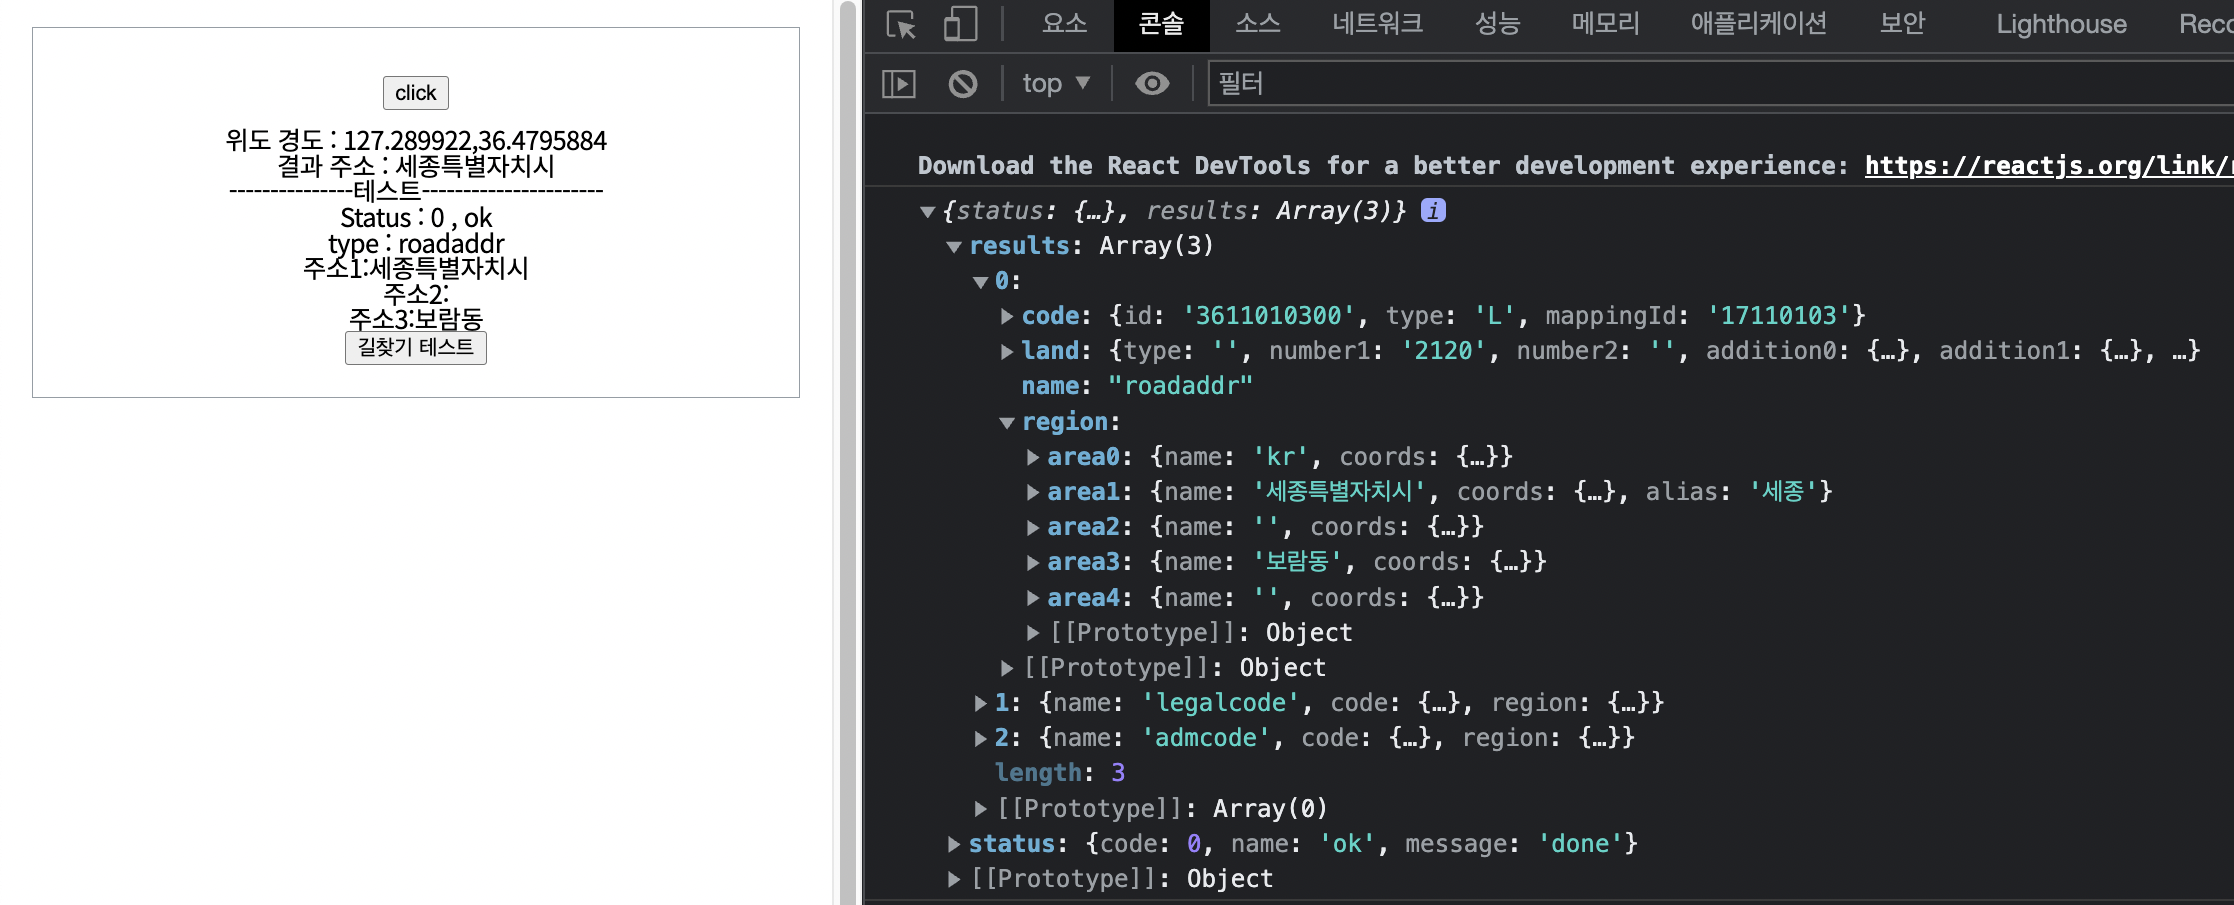 click
위도 경도 : 127.289922,36.4795884
결과 주소 : 세종특별자치시
---------------테스트----------------------
Status : 0 , ok
type : roadaddr
주소1:세종특별자치시
주소2:
주소3:보람동
길찾기 테스트
요소 콘솔 소스 네트워크 성능 메모리 애플리케이션 보안 Lighthouse Reco
top ▼ 필터
Download the React DevTools for a better development experience: https://reactjs.org/link/
▼{status: {…}, results: Array(3)} i
▼results: Array(3)
▼0:
▶code: {id: '3611010300', type: 'L', mappingId: '17110103'}
▶land: {type: '', number1: '2120', number2: '', addition0: {…}, addition1: {…}, …}
name: "roadaddr"
▼region:
▶area0: {name: 'kr', coords: {…}}
▶area1: {name: '세종특별자치시', coords: {…}, alias: '세종'}
▶area2: {name: '', coords: {…}}
▶area3: {name: '보람동', coords: {…}}
▶area4: {name: '', coords: {…}}
▶[[Prototype]]: Object
▶[[Prototype]]: Object
▶1: {name: 'legalcode', code: {…}, region: {…}}
▶2: {name: 'admcode', code: {…}, region: {…}}
length: 3
▶[[Prototype]]: Array(0)
▶status: {code: 0, name: 'ok', message: 'done'}
▶[[Prototype]]: Object